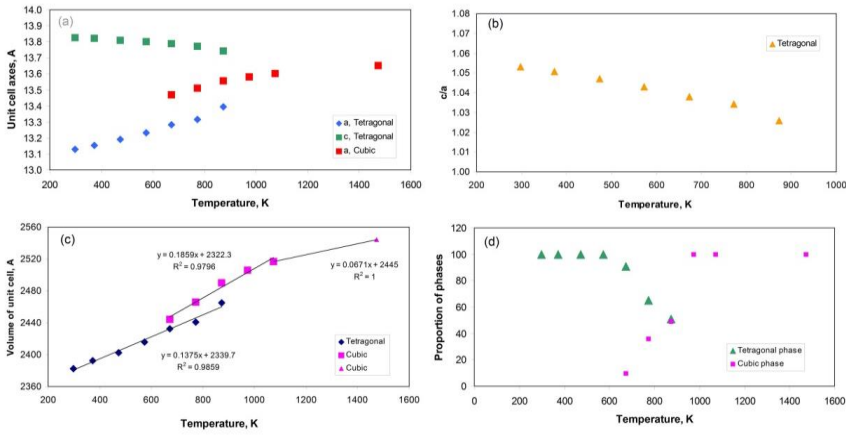 (a)
14.0
13.9
13.8
13.7
13.6
13.5
13.4
13.3
13.2
13.1
13.0
Unit cell axes, A
a, Tetragonal
c, Tetragonal
a, Cubic
200 400 600 800 1000 1200 1400 1600
Temperature, K
(b)
1.08
1.07
1.06
1.05
1.04
1.03
1.02
1.01
1.00
c/a
Tetragonal
200 300 400 500 600 700 800 900 1000
Temperature, K
(c)
2560
2520
2480
2440
2400
2360
Volume of unit cell, A
y = 0.1859x + 2322.3
R² = 0.9796
y = 0.0671x + 2445
R² = 1
y = 0.1375x + 2339.7
R² = 0.9859
Tetragonal
Cubic
Cubic
200 400 600 800 1000 1200 1400 1600
Temperature, K
(d)
120
100
80
60
40
20
0
Proportion of phases
Tetragonal phase
Cubic phase
0 200 400 600 800 1000 1200 1400 1600
Temperature, K